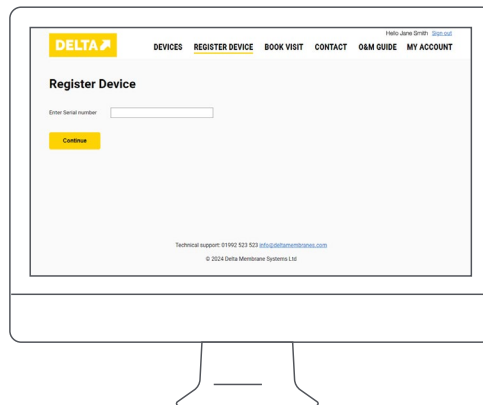 Hello Jane Smith Sign out
DELTA
DEVICES REGISTER DEVICE BOOK VISIT CONTACT O&M GUIDE MY ACCOUNT
Register Device
Enter Serial number
Continue
Technical support: 01992 523 523 info@deltamembranes.com
© 2024 Delta Membrane Systems Ltd